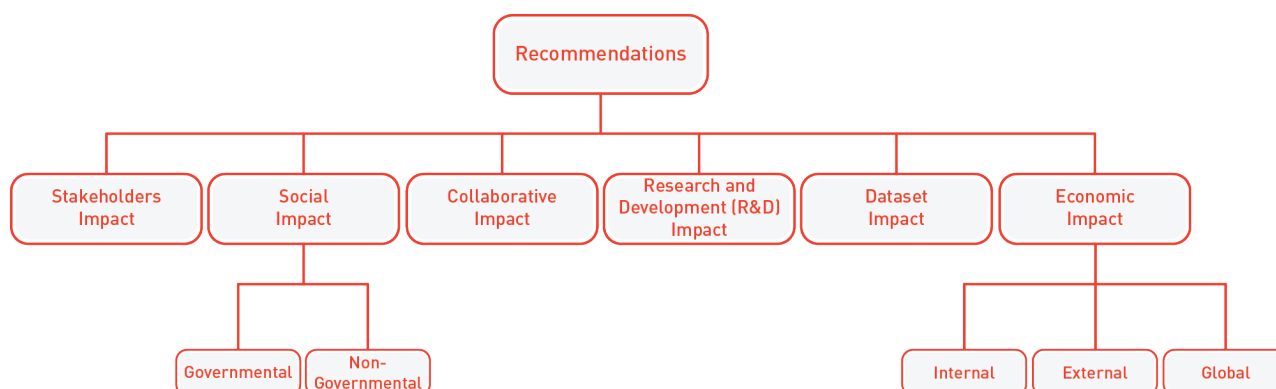 Recommendations
Stakeholders
Impact
Social
Impact
Collaborative
Impact
Research and
Development (R&D)
Impact
Dataset
Impact
Economic
Impact
Governmental
Non-
Governmental
Internal
External
Global